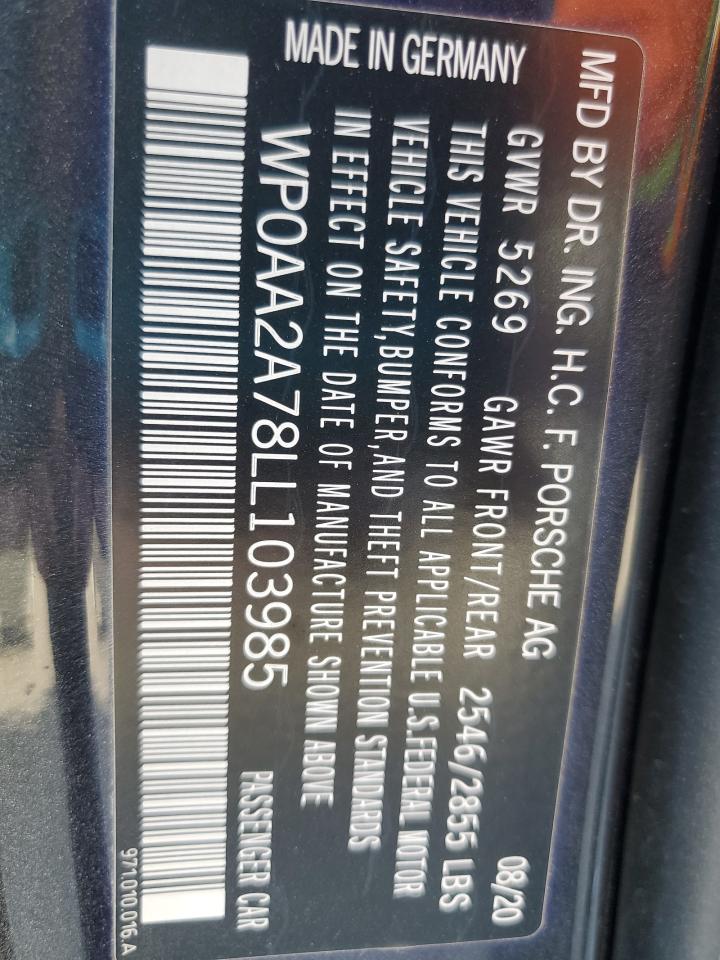 MFD BY DR. ING. H.C. F. PORSCHE AG
08/20
GVWR 5269 GAWR FRONT/REAR 2546/2855 LBS
THIS VEHICLE CONFORMS TO ALL APPLICABLE U.S.FEDERAL MOTOR
VEHICLE SAFETY,BUMPER,AND THEFT PREVENTION STANDARDS
IN EFFECT ON THE DATE OF MANUFACTURE SHOWN ABOVE
WP0AA2A78LL103985 PASSENGER CAR
MADE IN GERMANY
971.010.016.A